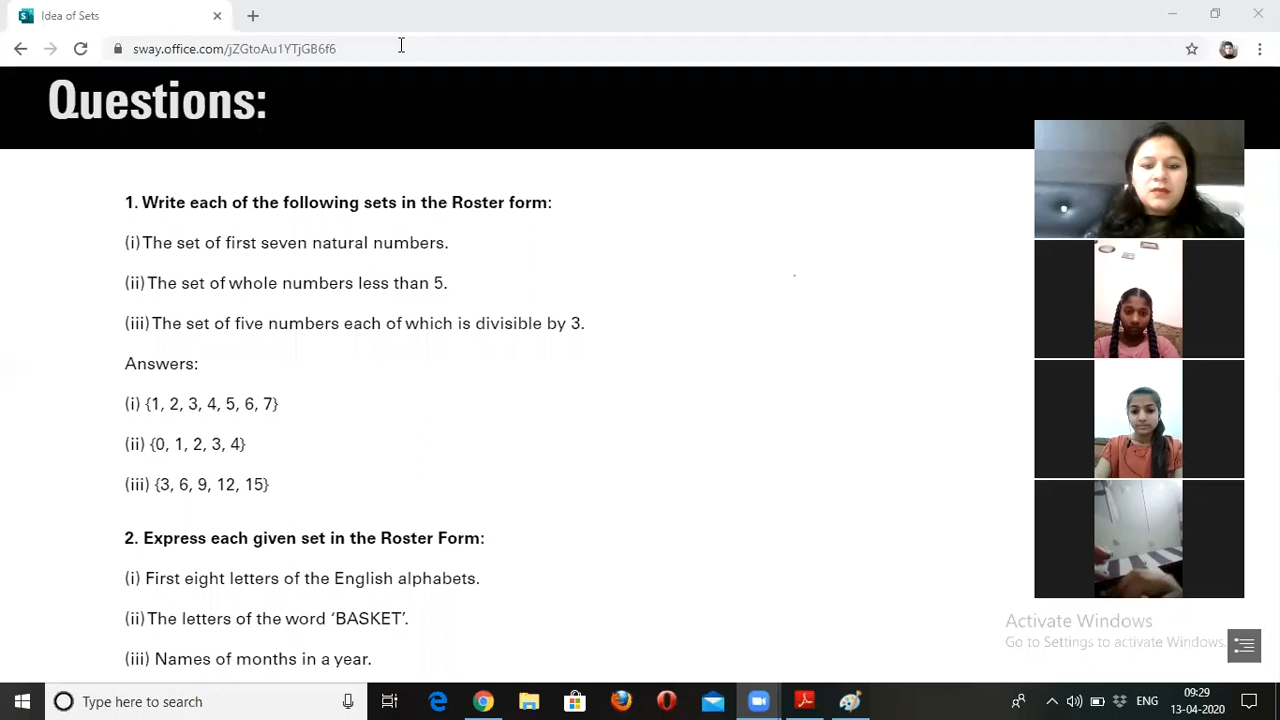 Idea of Sets
sway.office.com/jZGtoAu1YTjGB6f6
Questions:
1. Write each of the following sets in the Roster form:
(i) The set of first seven natural numbers.
(ii) The set of whole numbers less than 5.
(iii) The set of five numbers each of which is divisible by 3.
Answers:
(i) {1, 2, 3, 4, 5, 6, 7}
(ii) {0, 1, 2, 3, 4}
(iii) {3, 6, 9, 12, 15}
2. Express each given set in the Roster Form:
(i) First eight letters of the English alphabets.
(ii) The letters of the word ‘BASKET’.
(iii) Names of months in a year.
Activate Windows
Go to Settings to activate Windows.
Type here to search
ENG
09:29
13-04-2020